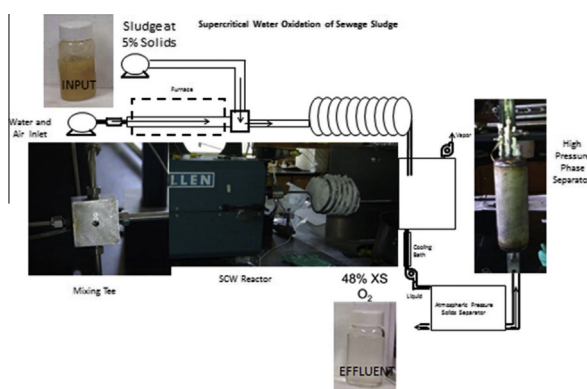 Supercritical Water Oxidation of Sewage Sludge
Sludge at
5% Solids
INPUT
Furnace
Water and
Air Inlet
Vapor
High
Pressure
Phase
Separator
LLEN
Mixing Tee
SCW Reactor
Cooling
Bath
48% XS
O2
Liquid
Atmospheric Pressure
Solids Separator
EFFLUENT